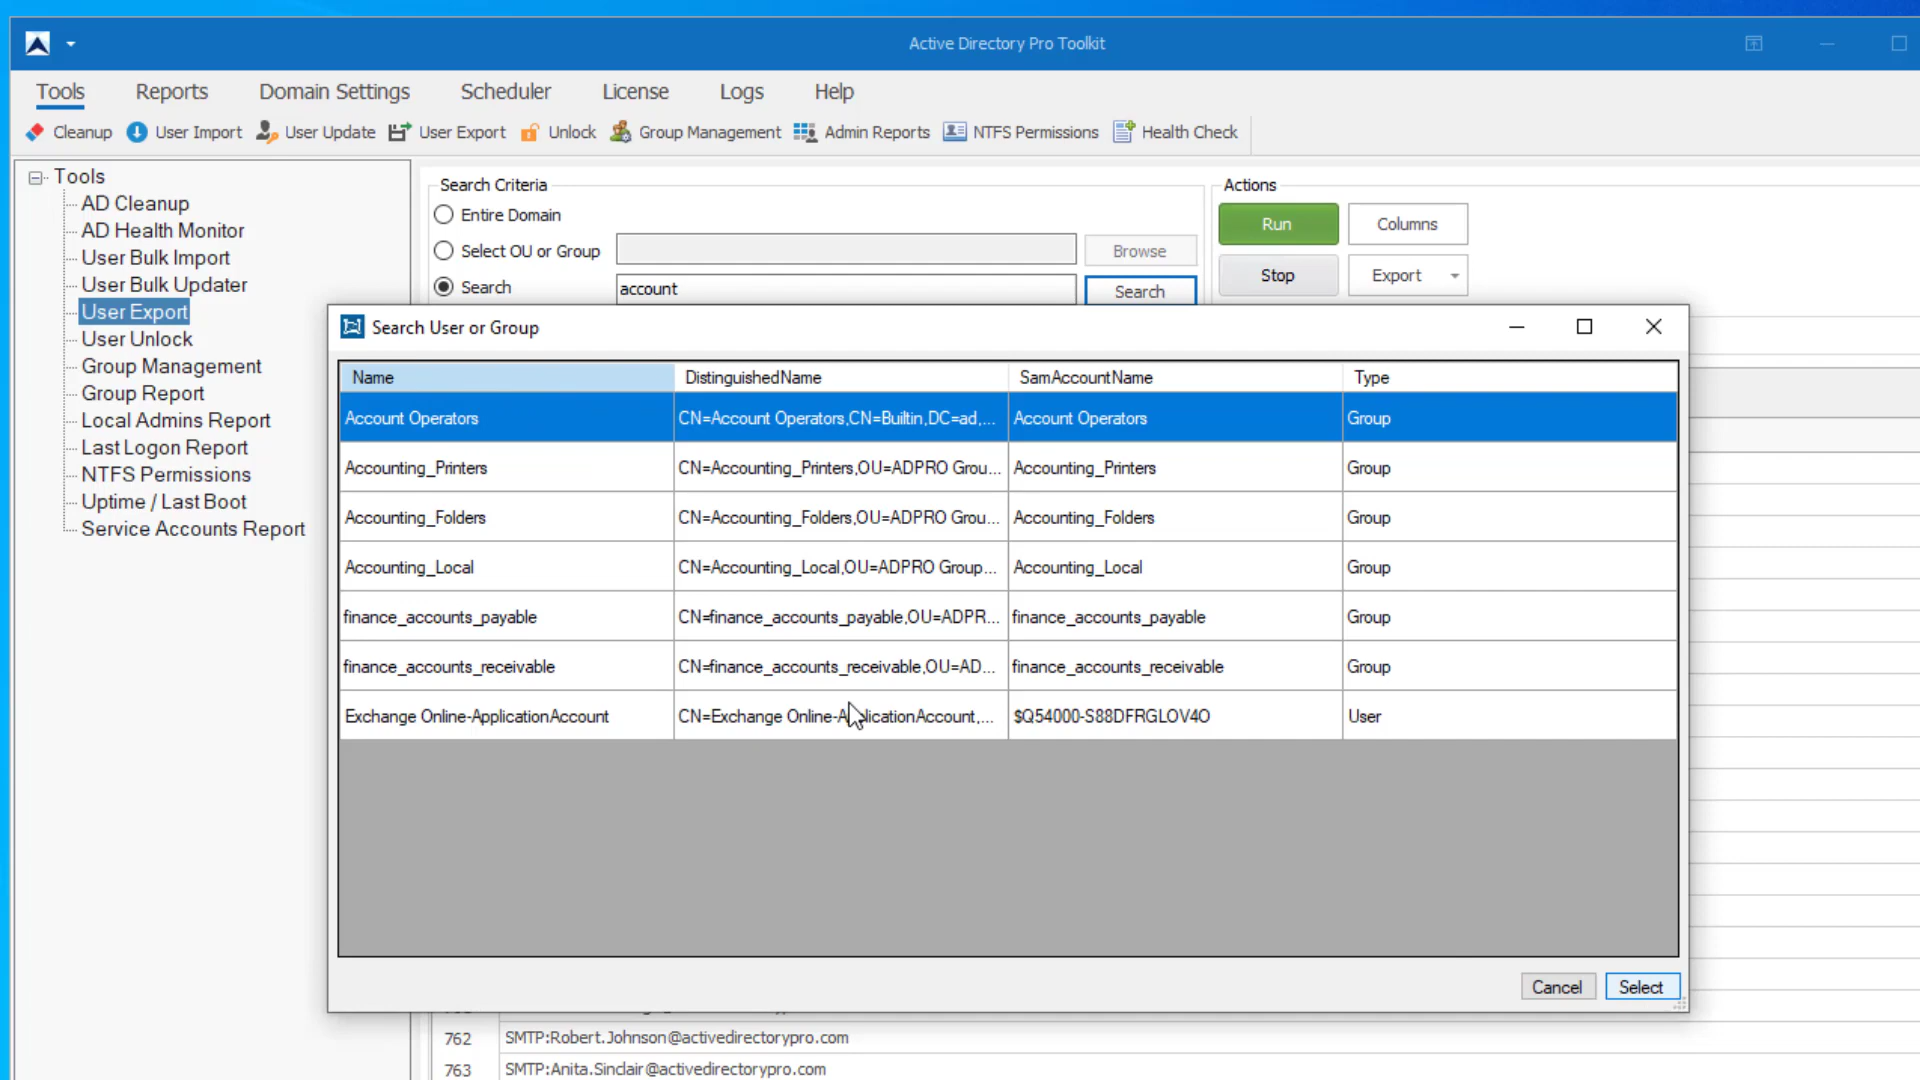 Active Directory Pro Toolkit
Tools Reports Domain Settings Scheduler License Logs Help
Cleanup User Import User Update User Export Unlock Group Management Admin Reports NTFS Permissions Health Check
Tools
AD Cleanup
AD Health Monitor
User Bulk Import
User Bulk Updater
User Export
User Unlock
Group Management
Group Report
Local Admins Report
Last Logon Report
NTFS Permissions
Uptime / Last Boot
Service Accounts Report
Search Criteria
Entire Domain
Select OU or Group Browse
Search account Search
Actions
Run Columns
Stop Export
Search User or Group
Name DistinguishedName SamAccountName Type
Account Operators CN=Account Operators,CN=Builtin,DC=ad,... Account Operators Group
Accounting_Printers CN=Accounting_Printers,OU=ADPRO Grou... Accounting_Printers Group
Accounting_Folders CN=Accounting_Folders,OU=ADPRO Grou... Accounting_Folders Group
Accounting_Local CN=Accounting_Local,OU=ADPRO Group... Accounting_Local Group
finance_accounts_payable CN=finance_accounts_payable,OU=ADPR... finance_accounts_payable Group
finance_accounts_receivable CN=finance_accounts_receivable,OU=AD... finance_accounts_receivable Group
Exchange Online-ApplicationAccount CN=Exchange Online-ApplicationAccount,... $Q54000-S88DFRGLOV4O User
Cancel Select
762 SMTP:Robert.Johnson@activedirectorypro.com
763 SMTP:Anita.Sinclair@activedirectorypro.com